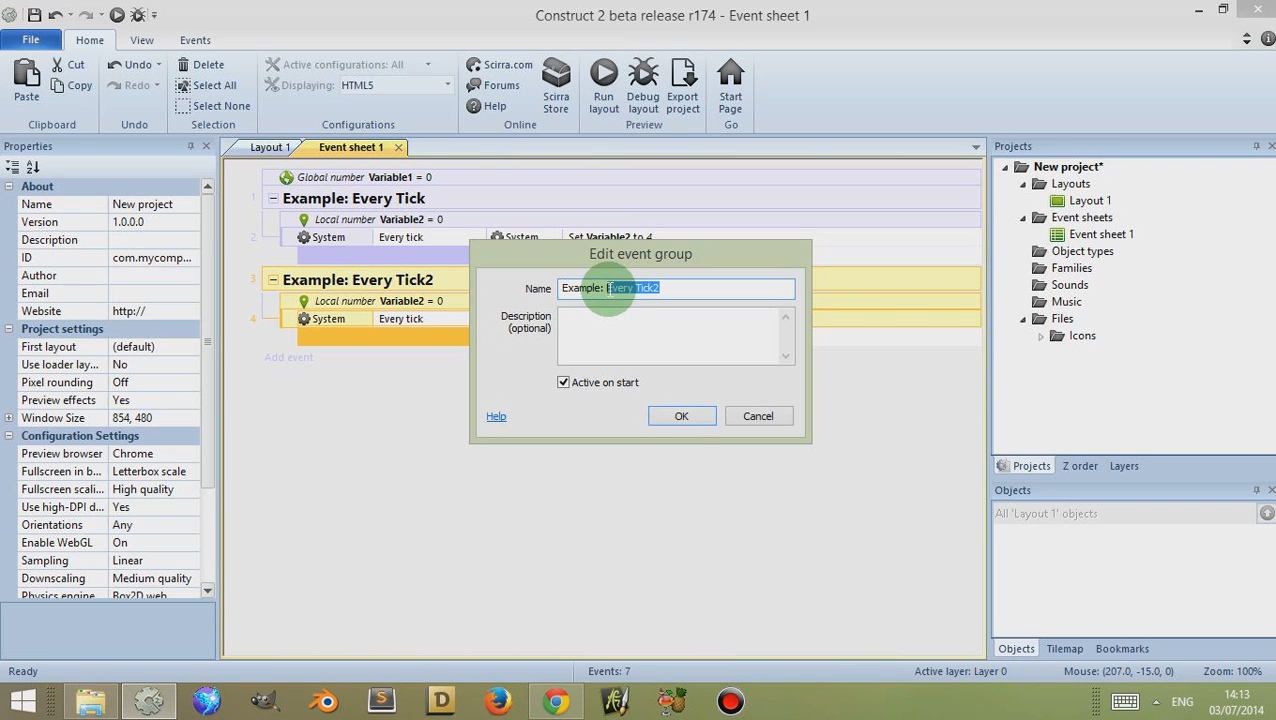 Construct 2 beta release r174 - Event sheet 1
File
Home
View
Events
Paste
Cut
Copy
Clipboard
Undo
Redo
Undo
Delete
Select All
Select None
Selection
Active configurations: All
Displaying:
HTML5
Configurations
Scirra.com
Forums
Help
Scirra
Store
Online
Run
layout
Debug
layout
Export
project
Preview
Start
Page
Go
Properties
About
Name New project
Version 1.0.0.0
Description
ID com.mycomp...
Author
Email
Website http://
Project settings
First layout (default)
Use loader lay... No
Pixel rounding Off
Preview effects Yes
Window Size 854, 480
Configuration Settings
Preview browser Chrome
Fullscreen in b... Letterbox scale
Fullscreen scali... High quality
Use high-DPI d... Yes
Orientations Any
Enable WebGL On
Sampling Linear
Downscaling Medium quality
Physics engine Box2D web
Layout 1
Event sheet 1
Global number Variable1 = 0
1 Example: Every Tick
Local number Variable2 = 0
2 System Every tick System Set Variable2 to 4
3 Example: Every Tick2
Local number Variable2 = 0
4 System Every tick
Add event
Edit event group
Name Example: Every Tick2
Description
(optional)
Active on start
Help
OK
Cancel
Projects
New project*
Layouts
Layout 1
Event sheets
Event sheet 1
Object types
Families
Sounds
Music
Files
Icons
Projects
Z order
Layers
Objects
All 'Layout 1' objects
Objects
Tilemap
Bookmarks
Ready
Events: 7
Active layer: Layer 0
Mouse: (207.0, -15.0, 0)
Zoom: 100%
S
D
ENG
14:13
03/07/2014